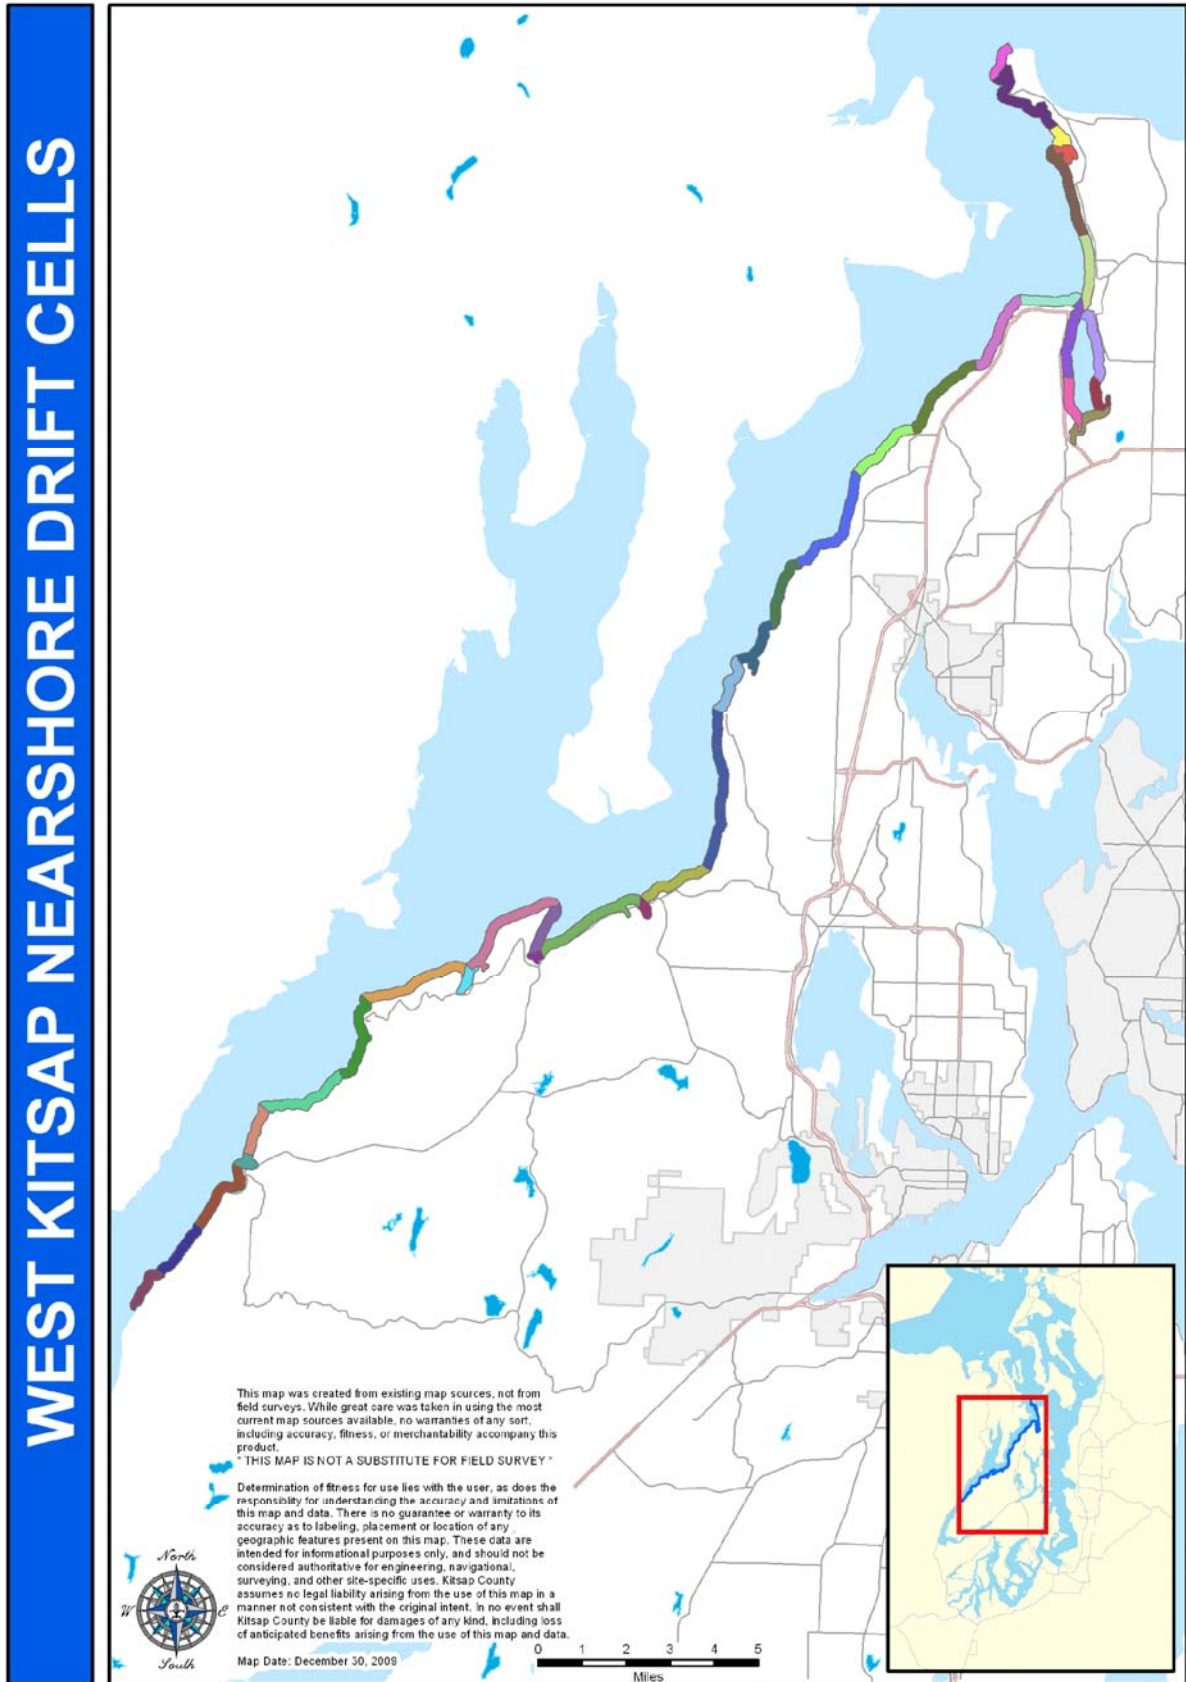 WEST KITSAP NEARSHORE DRIFT CELLS
This map was created from existing map sources, not from
field surveys. While great care was taken in using the most
current map sources available, no warranties of any sort,
including accuracy, fitness, or merchantability accompany this
product.
* THIS MAP IS NOT A SUBSTITUTE FOR FIELD SURVEY *
Determination of fitness for use lies with the user, as does the
responsiblity for understanding the accuracy and limitations of
this map and data. There is no guarantee or warranty to its
accuracy as to labeling, placement or location of any
geographic features present on this map. These data are
intended for informational purposes only, and should not be
considered authoritative for engineering, navigational,
surveying, and other site-specific uses. Kitsap County
assumes no legal liability arising from the use of this map in a
manner not consistent with the original intent. In no event shall
Kitsap County be liable for damages of any kind, including loss
of anticipated benefits arising from the use of this map and data.
Map Date: December 30, 2009
North
W E
South
0 1 2 3 4 5
Miles